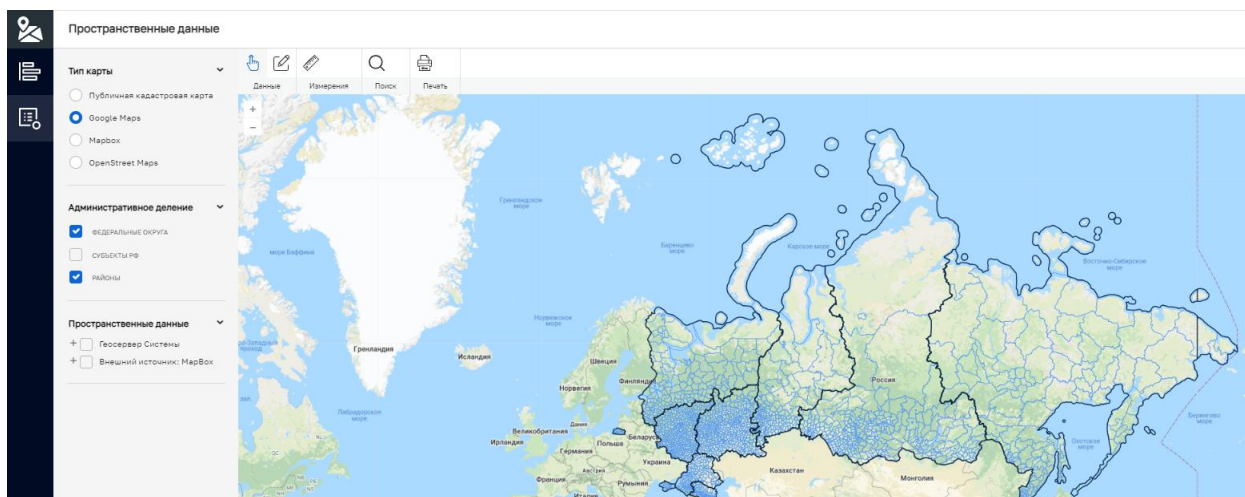 Пространственные данные
Тип карты
Публичная кадастровая карта
Google Maps
Mapbox
OpenStreet Maps
Административное деление
ФЕДЕРАЛЬНЫЕ ОКРУГА
СУБЪЕКТЫ РФ
РАЙОНЫ
Пространственные данные
+ Геосервер Системы
+ Внешний источник: MapBox
Данные
Измерения
Поиск
Печать
+
−
Гренландское море
Баренцево море
Карское море
Восточно-Сибирское море
море Баффина
Норвежское море
Гренландия
Исландия
Швеция
Финляндия
Норвегия
Россия
Лабрадорское море
Дания
Великобритания
Ирландия
Польша
Беларусь
Германия
Украина
Австрия
Франция
Румыния
Италия
Казахстан
Монголия
Охотское море
Берингово море